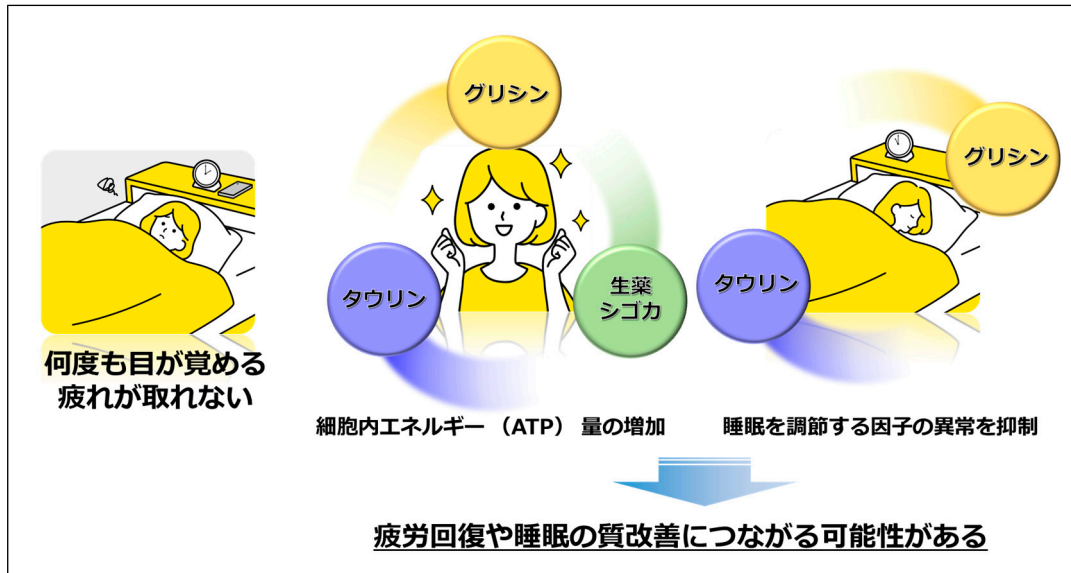 グリシン
グリシン
タウリン
生薬
シゴカ
タウリン
何度も目が覚める
疲れが取れない
細胞内エネルギー （ATP） 量の増加
睡眠を調節する因子の異常を抑制
疲労回復や睡眠の質改善につながる可能性がある